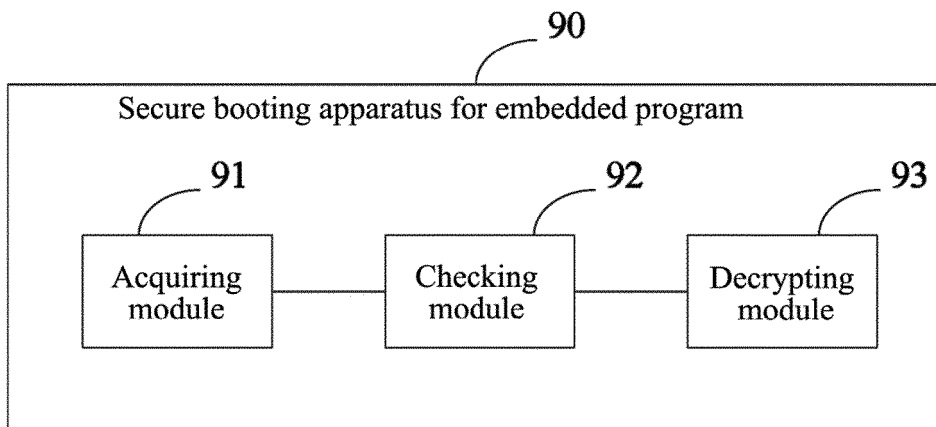 90
Secure booting apparatus for embedded program
91
92
93
Acquiring
module
Checking
module
Decrypting
module